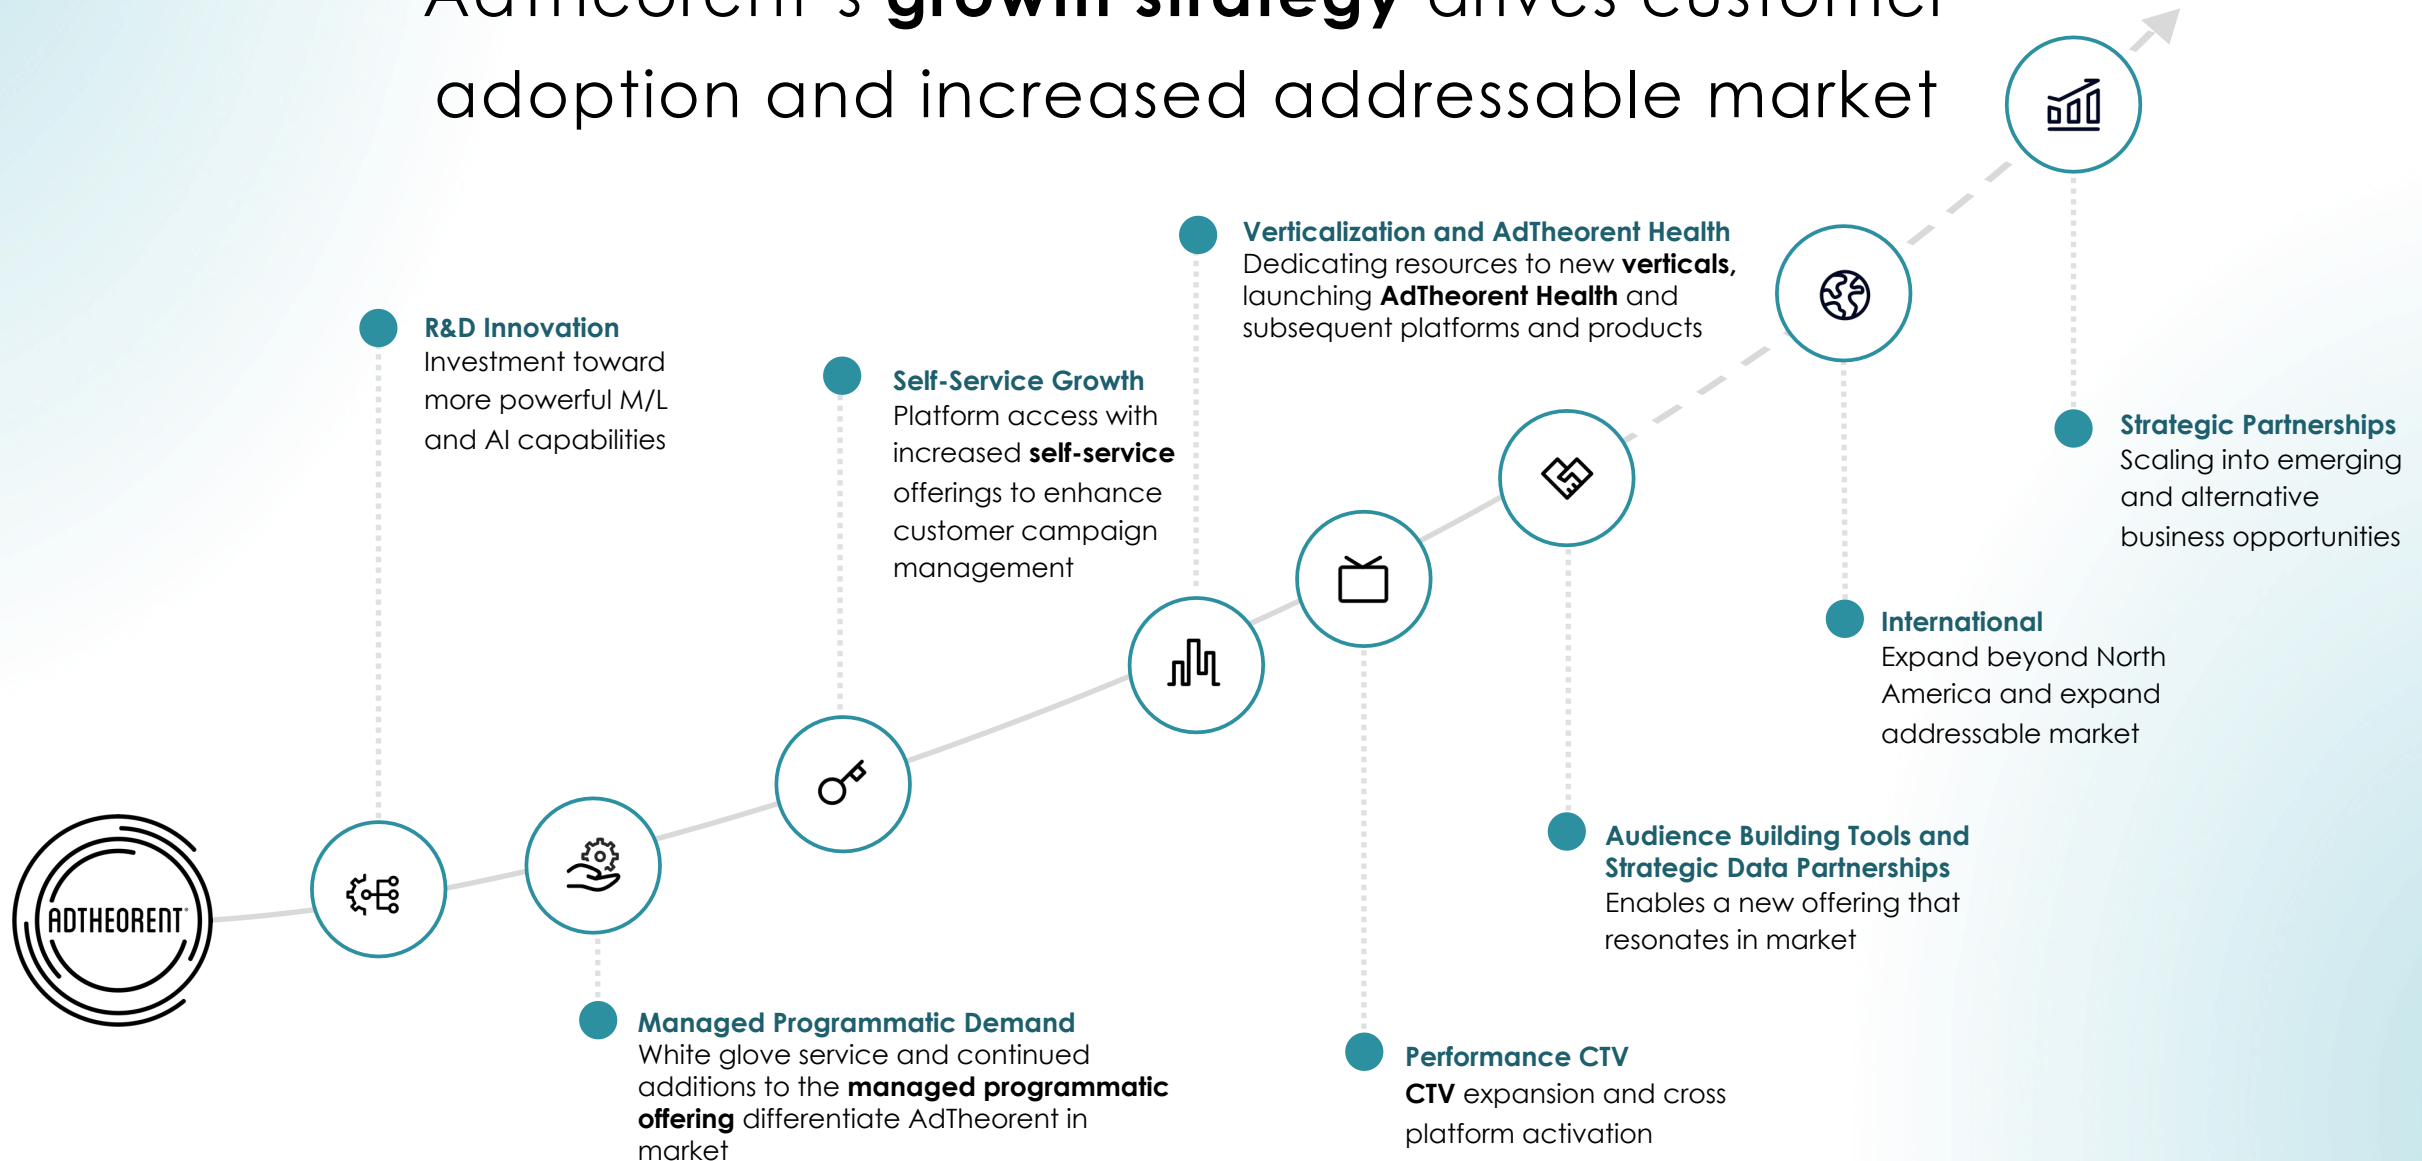 AdTheorent's growth strategy drives customer
adoption and increased addressable market
R&D Innovation
Investment toward
more powerful M/L
and AI capabilities
Self-Service Growth
Platform access with
increased self-service
offerings to enhance
customer campaign
management
Verticalization and AdTheorent Health
Dedicating resources to new verticals,
launching AdTheorent Health and
subsequent platforms and products
Strategic Partnerships
Scaling into emerging
and alternative
business opportunities
International
Expand beyond North
America and expand
addressable market
Audience Building Tools and
Strategic Data Partnerships
Enables a new offering that
resonates in market
ADTHEORENT
Managed Programmatic Demand
White glove service and continued
additions to the managed programmatic
offering differentiate AdTheorent in
market
Performance CTV
CTV expansion and cross
platform activation